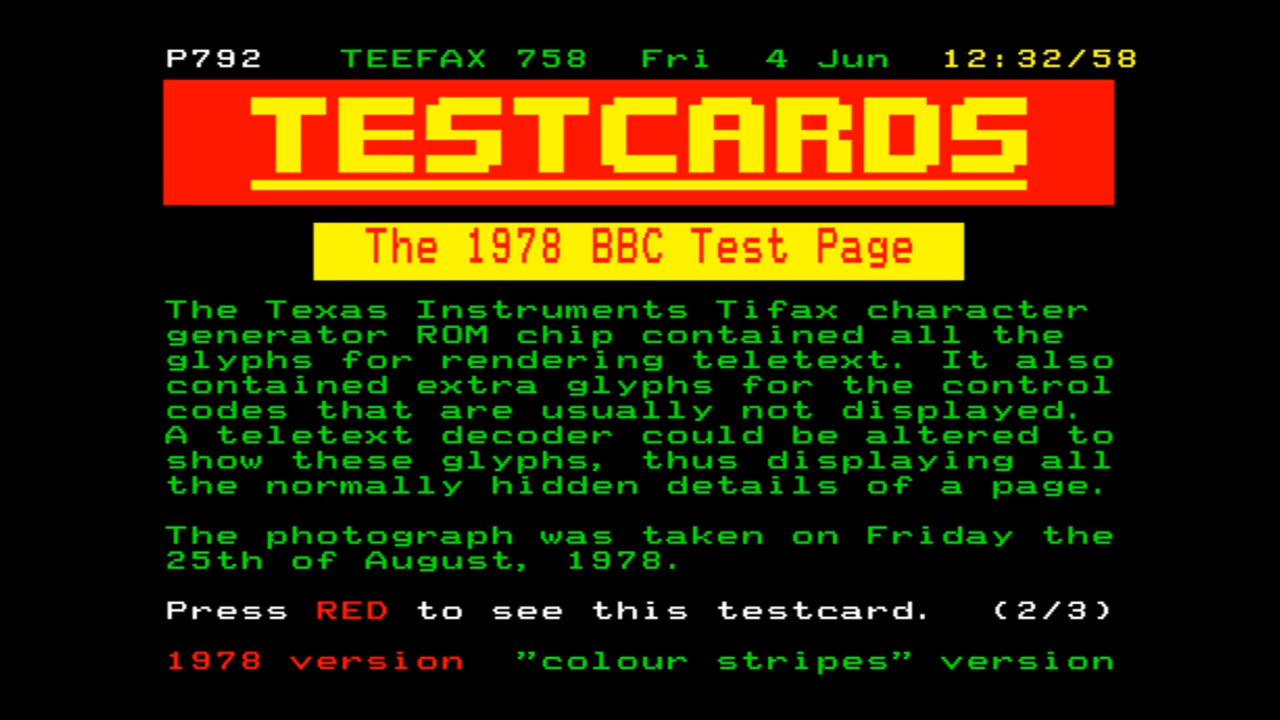 P792 TEEFAX 758 Fri 4 Jun 12:32/58
TESTCARDS
The 1978 BBC Test Page
The Texas Instruments Tifax character
generator ROM chip contained all the
glyphs for rendering teletext. It also
contained extra glyphs for the control
codes that are usually not displayed.
A teletext decoder could be altered to
show these glyphs, thus displaying all
the normally hidden details of a page.
The photograph was taken on Friday the
25th of August, 1978.
Press RED to see this testcard. (2/3)
1978 version "colour stripes" version